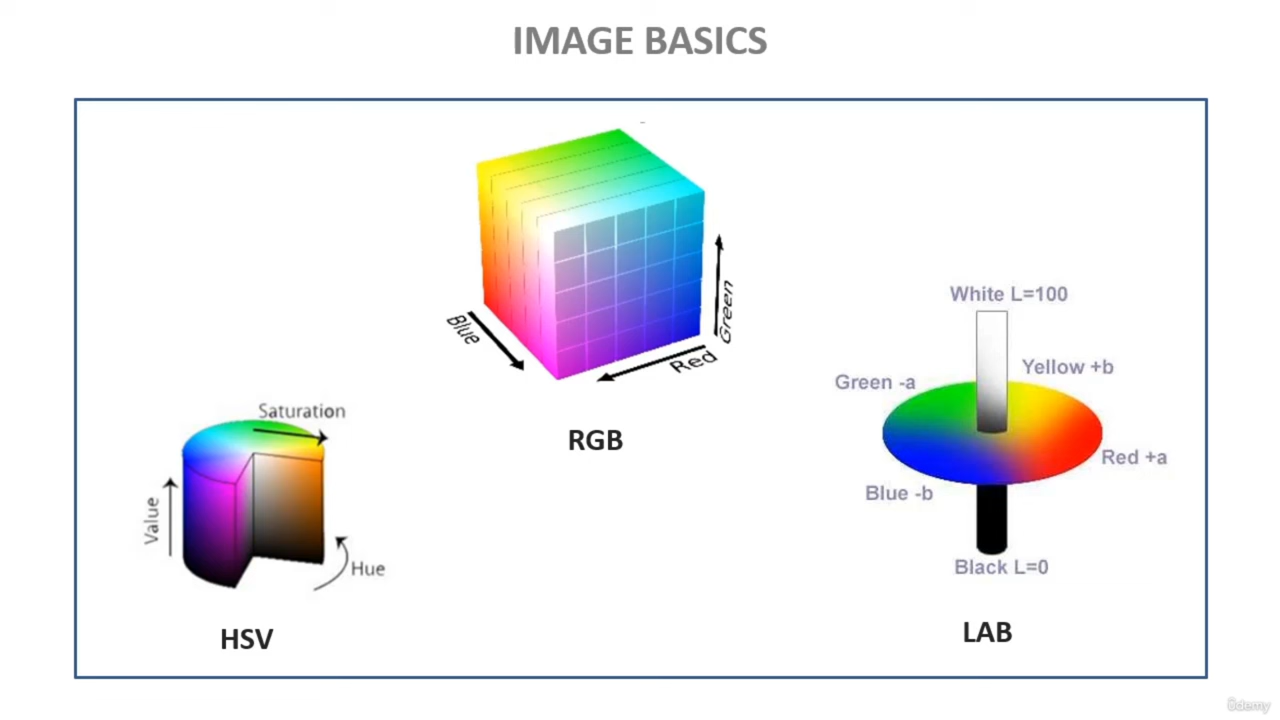 IMAGE BASICS
Blue
Red
Green
RGB
Saturation
Value
Hue
HSV
White L=100
Yellow +b
Green -a
Red +a
Blue -b
Black L=0
LAB
ûdemy